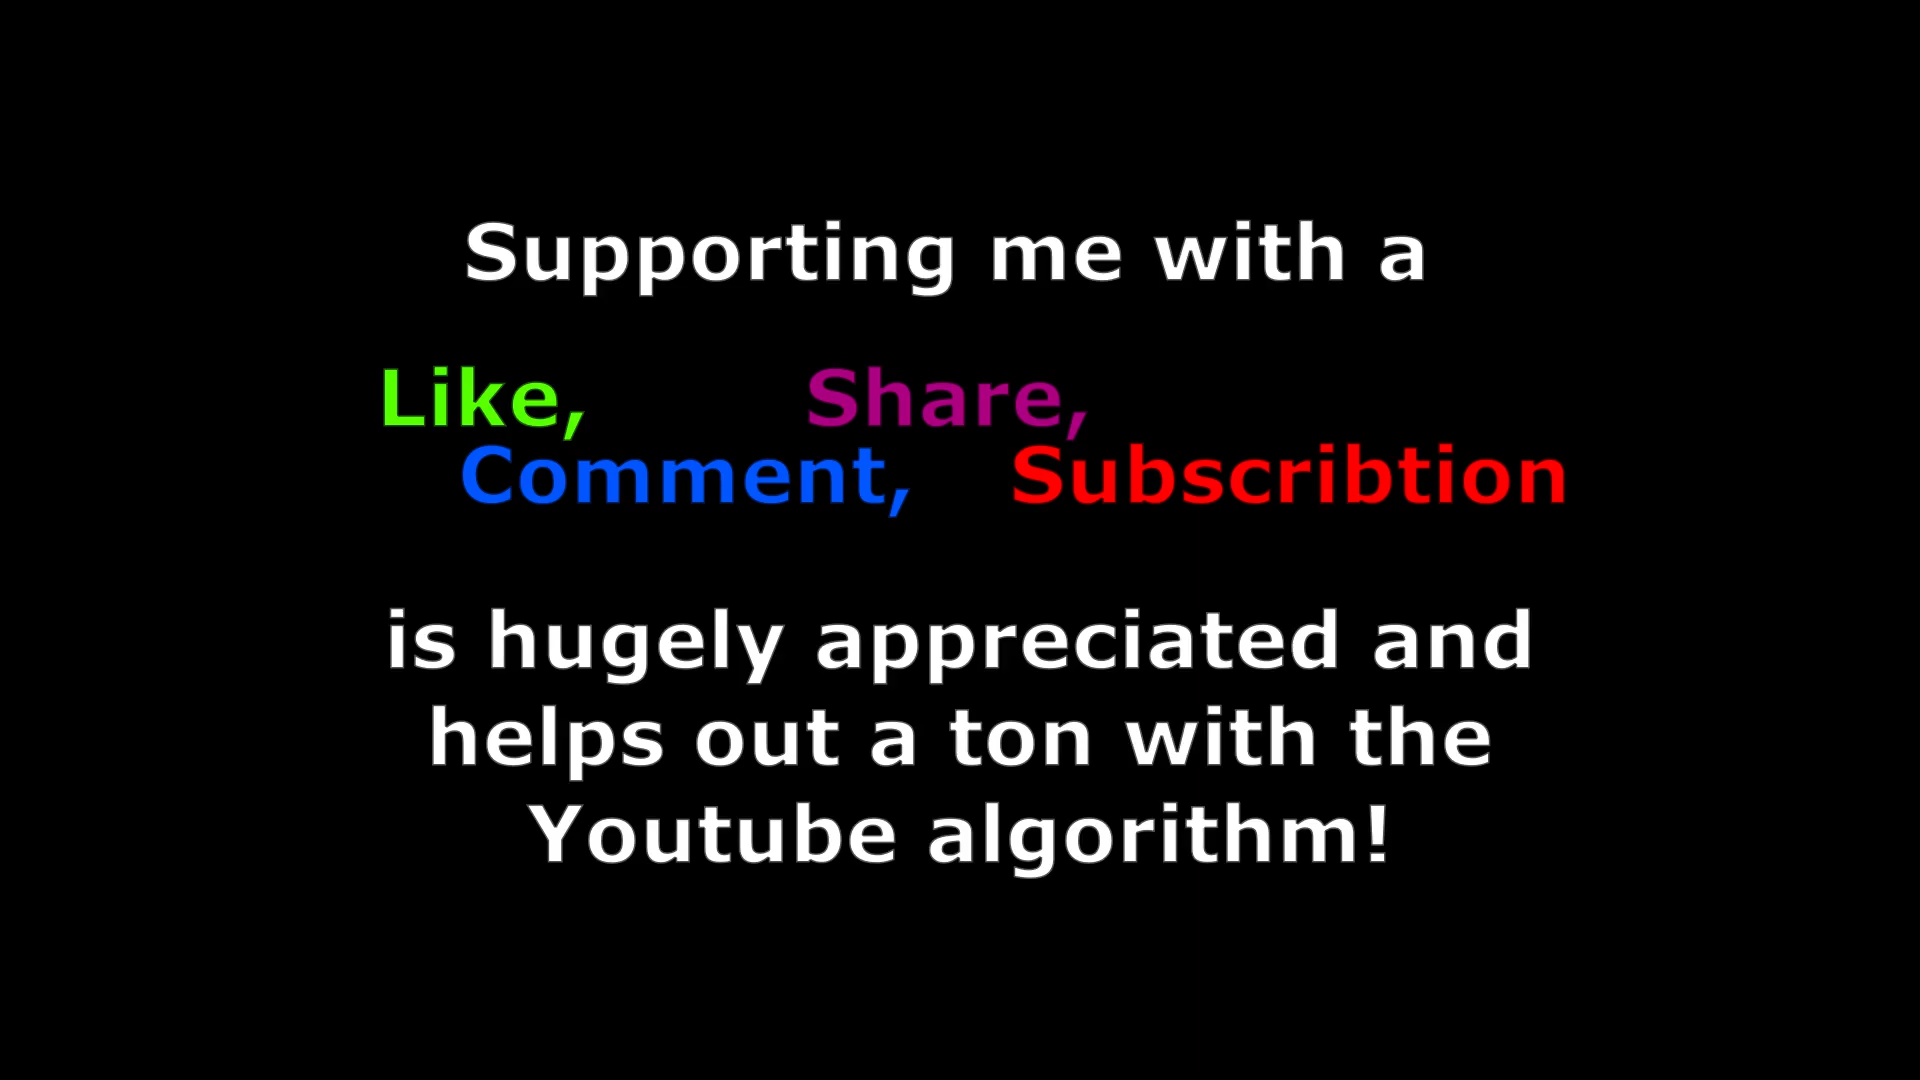 Supporting me with a
Like, Share,
Comment, Subscribtion
is hugely appreciated and
helps out a ton with the
Youtube algorithm!